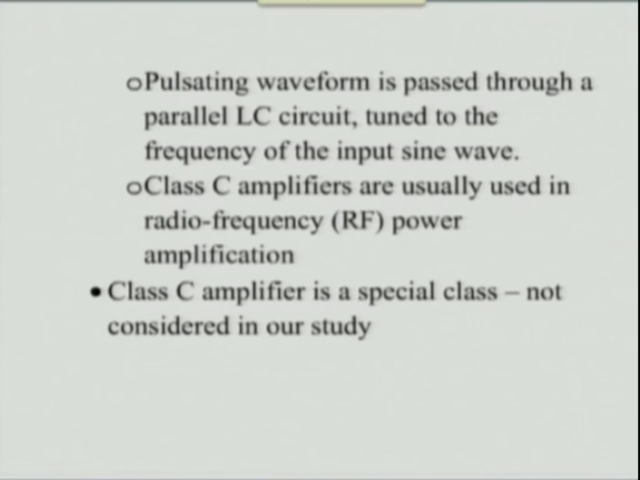 oPulsating waveform is passed through a
parallel LC circuit, tuned to the
frequency of the input sine wave.
oClass C amplifiers are usually used in
radio-frequency (RF) power
amplification
• Class C amplifier is a special class – not
considered in our study